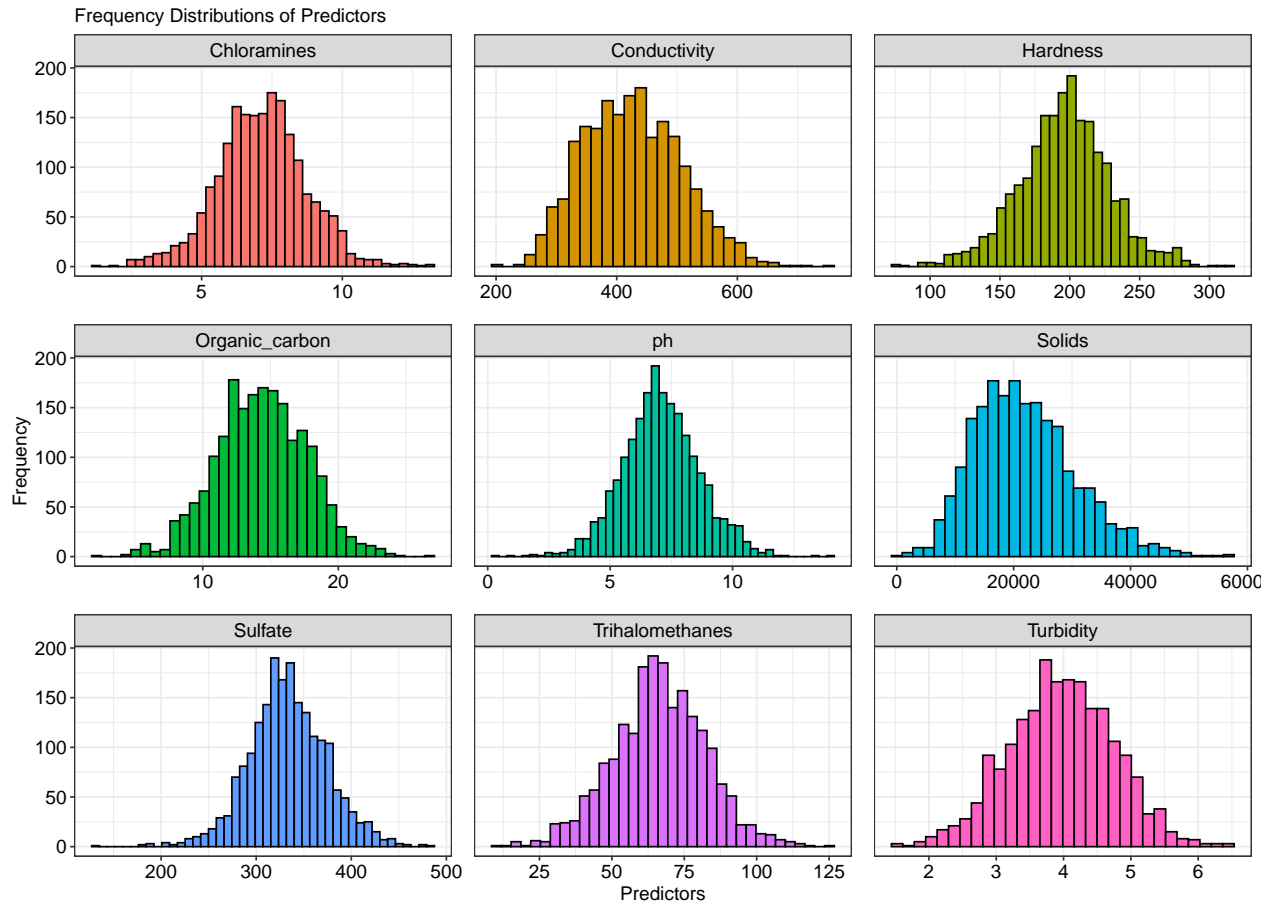 Frequency Distributions of Predictors
Chloramines Conductivity Hardness
200
150
100
50
0
5 10 200 400 600 100 150 200 250 300
Organic_carbon ph Solids
200
150
100
50
0
10 20 0 5 10 0 20000 40000 6000
Frequency
Sulfate Trihalomethanes Turbidity
200
150
100
50
0
200 300 400 500 25 50 75 100 125 2 3 4 5 6
Predictors